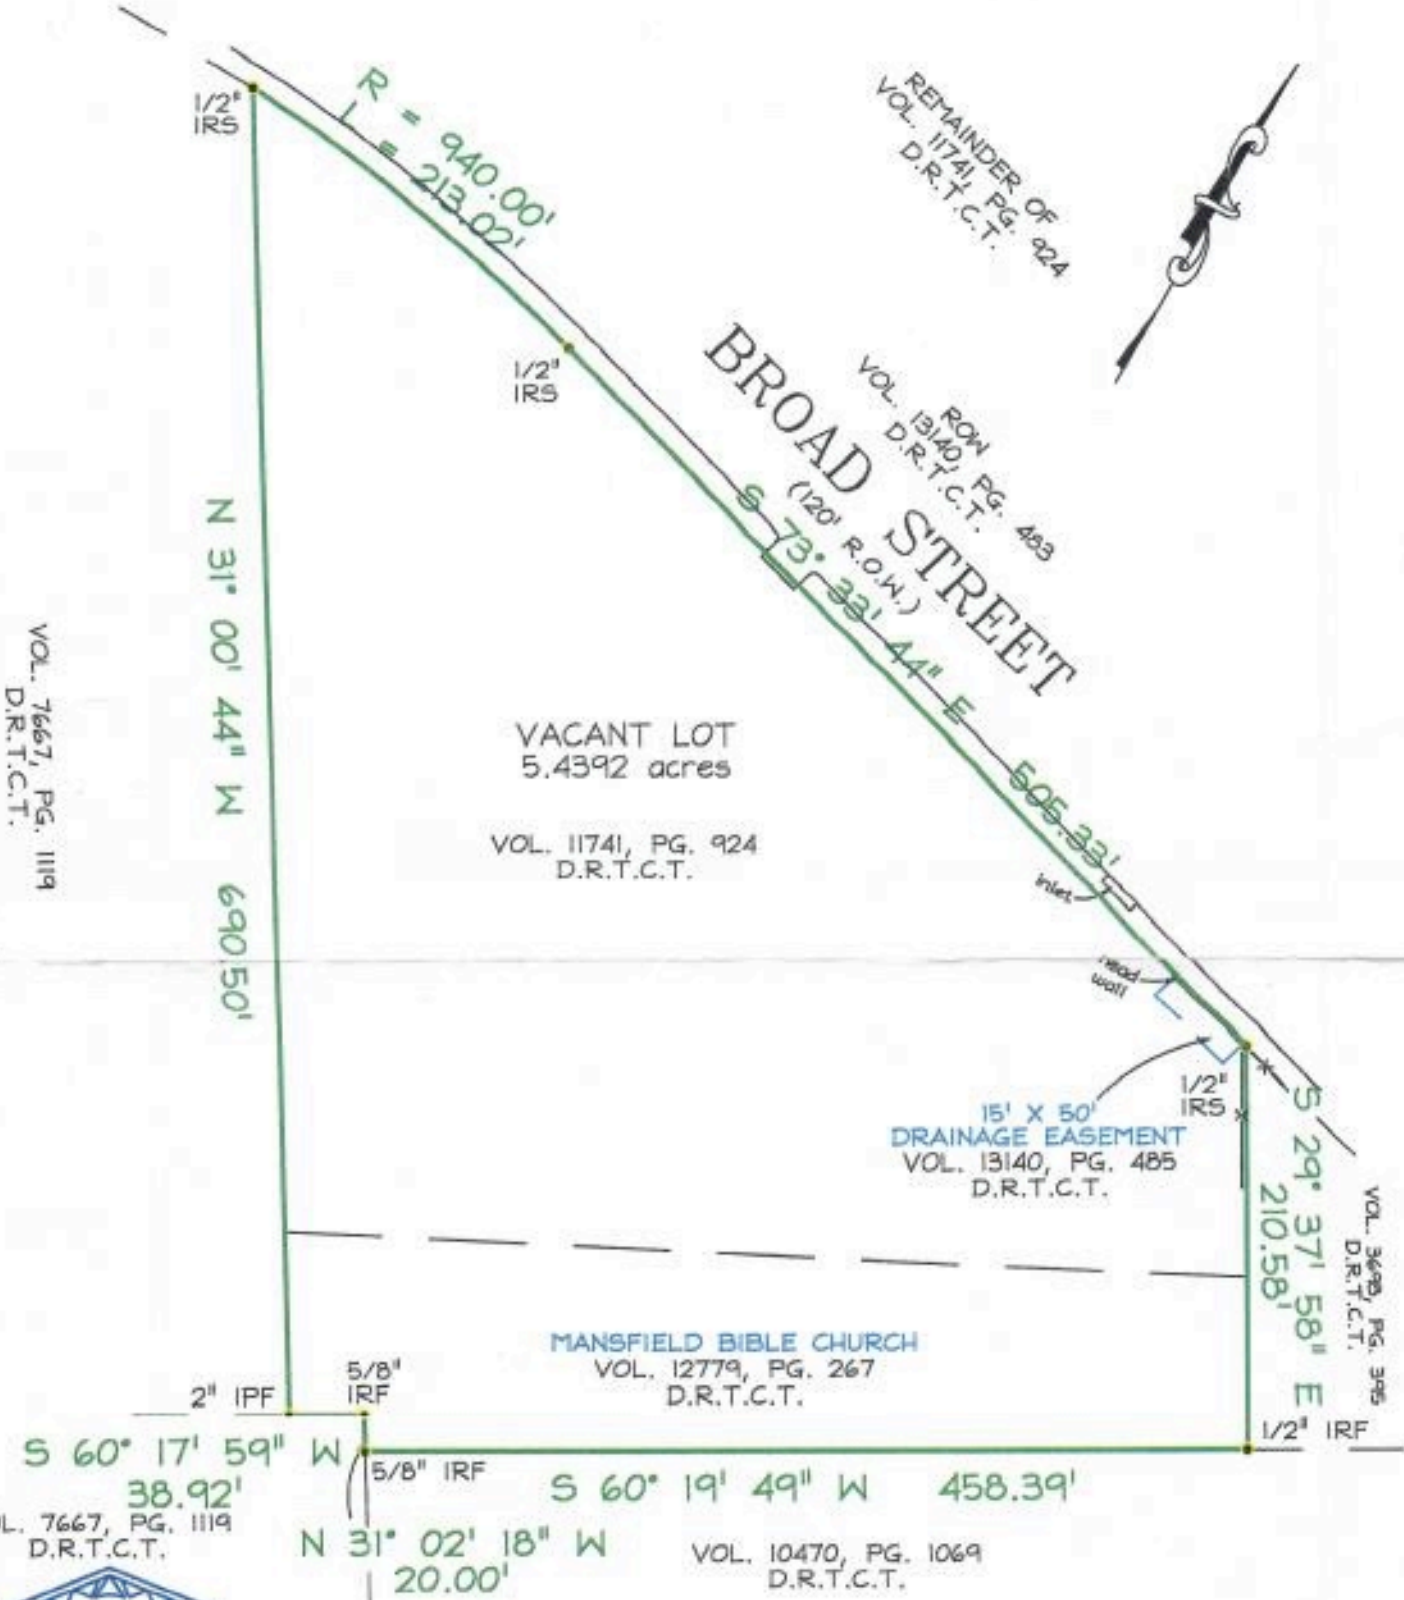 R = 940.00'
L = 213.02'
1/2"
IRS
REMAINDER OF
VOL. 11741, PG. 924
D.R.T.C.T.
1/2"
IRS
BROAD STREET
(120' R.O.W.)
ROW
VOL. 13140, PG. 483
D.R.T.C.T.
S 73° 33' 44" E 505.33'
N 31° 00' 44" W 690.50'
VOL. 7667, PG. 1119
D.R.T.C.T.
VACANT LOT
5.4392 acres
VOL. 11741, PG. 924
D.R.T.C.T.
inlet
head
wall
1/2"
IRS
15' X 50'
DRAINAGE EASEMENT
VOL. 13140, PG. 485
D.R.T.C.T.
S 29° 37' 58" E
210.58'
VOL. 3698, PG. 395
D.R.T.C.T.
MANSFIELD BIBLE CHURCH
VOL. 12779, PG. 267
D.R.T.C.T.
2" IPF
5/8"
IRF
1/2" IRF
S 60° 17' 59" W
38.92'
5/8" IRF
S 60° 19' 49" W 458.39'
L. 7667, PG. 1119
D.R.T.C.T.
N 31° 02' 18" W
20.00'
VOL. 10470, PG. 1069
D.R.T.C.T.